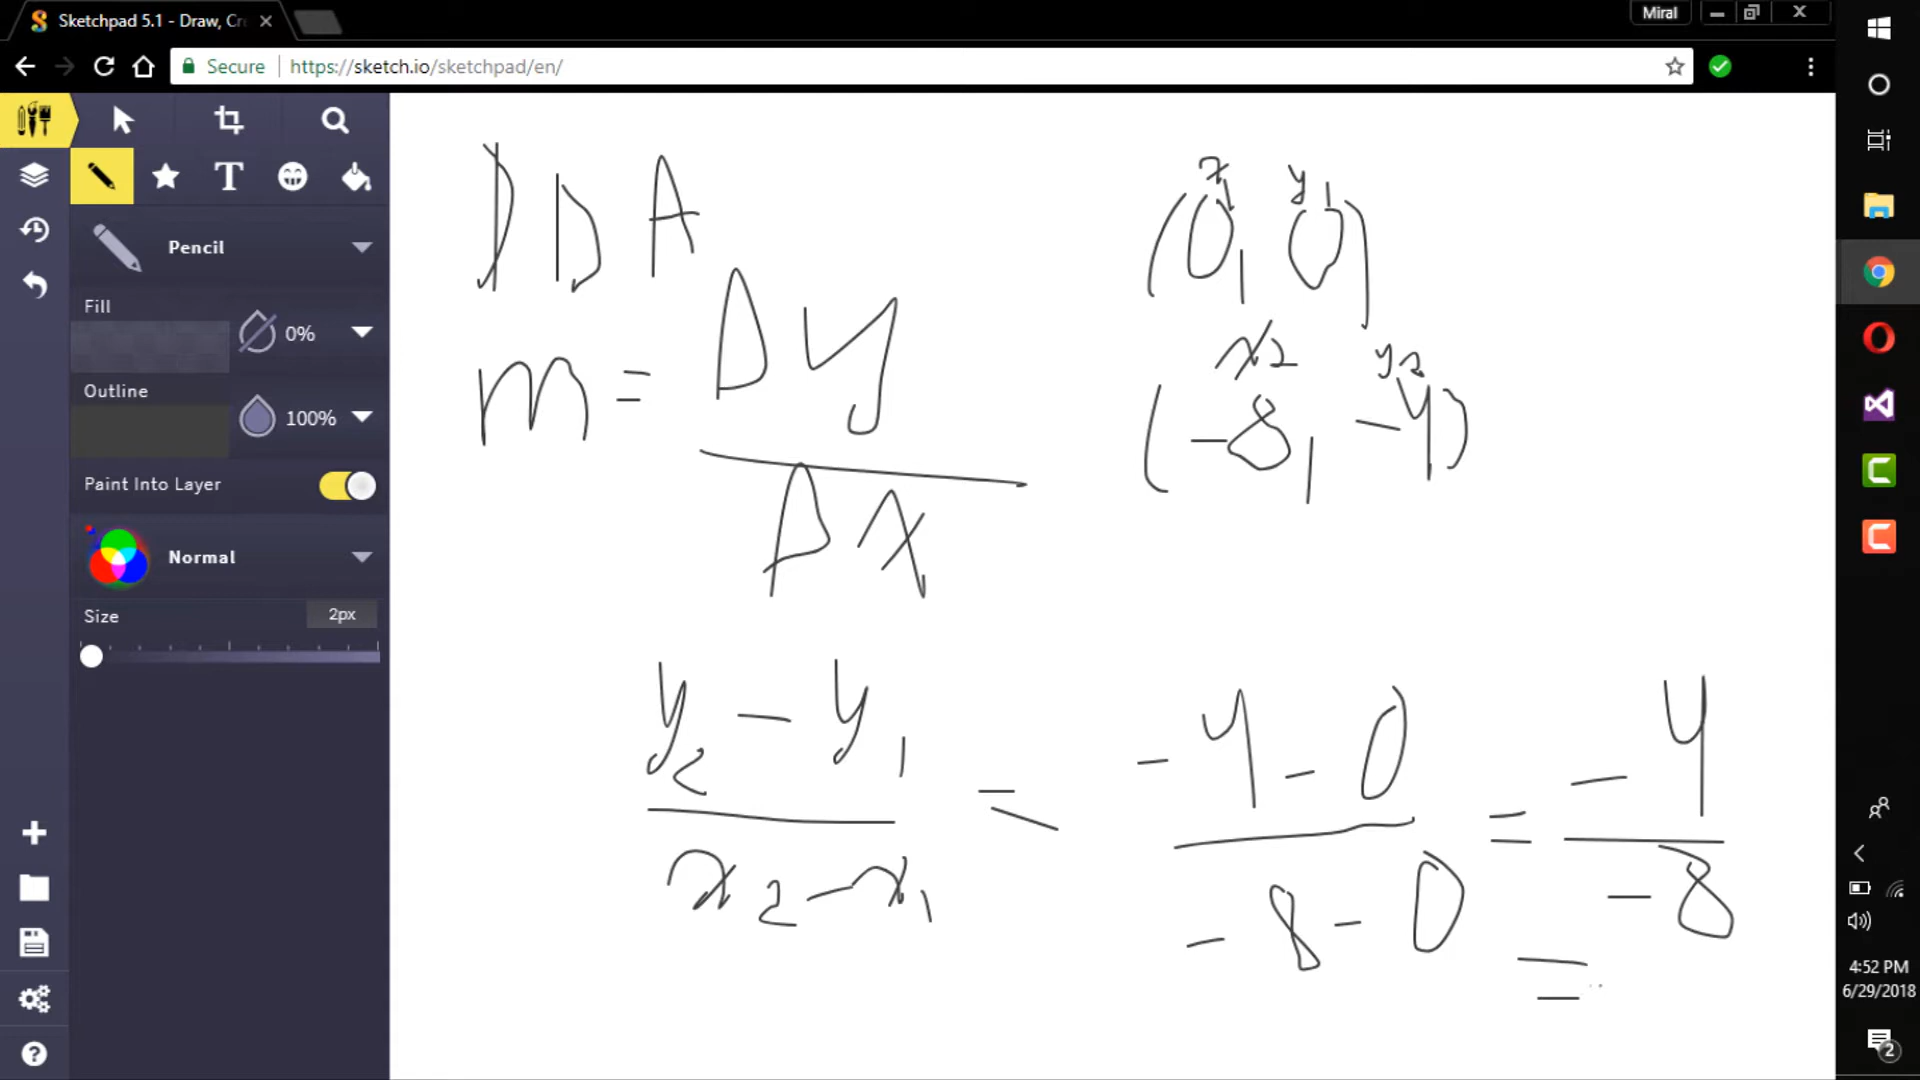 Sketchpad 5.1 - Draw, Cr
Miral
Secure
https://sketch.io/sketchpad/en/
T
Pencil
Fill
0%
Outline
100%
Paint Into Layer
Normal
Size
2px
DDA
x1 y1
(0, 0)
x2 y2
(-8, -4)
m = Δy
Δx
y2 - y1 = -4 - 0 = -4
x2 - x1 -8 - 0 -8
=
4:52 PM
6/29/2018
2
?